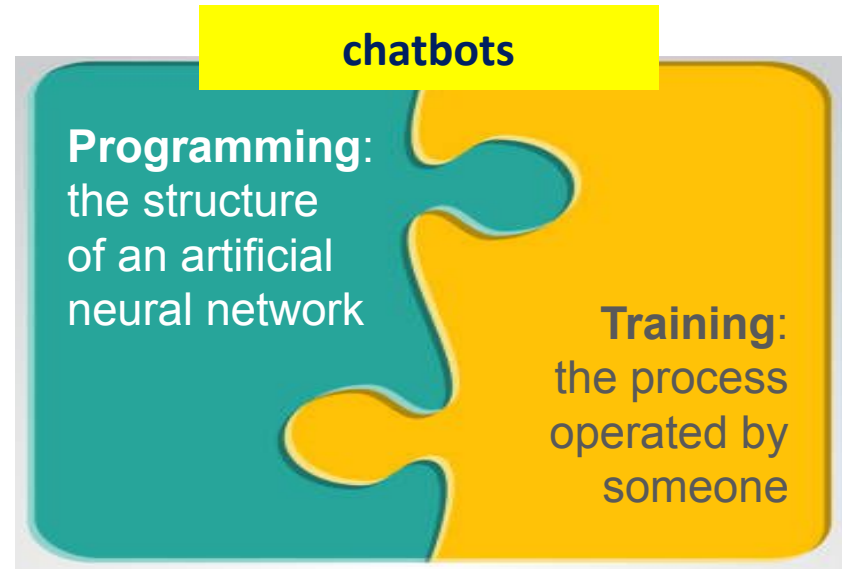 chatbots
Programming:
the structure
of an artificial
neural network
Training:
the process
operated by
someone